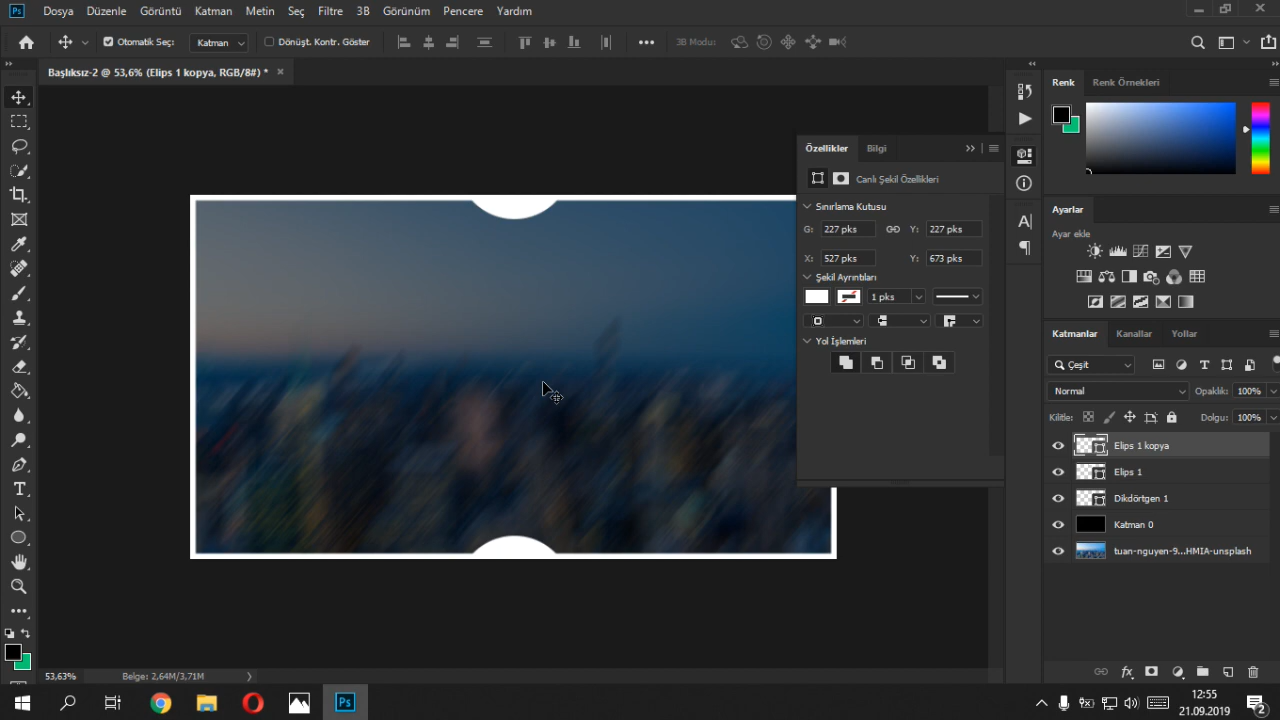 Ps Dosya Düzenle Görüntü Katman Metin Seç Filtre 3B Görünüm Pencere Yardım
Otomatik Seç: Katman Dönüşt. Kontr. Göster 3B Modu:
Başlıksız-2 @ 53,6% (Elips 1 kopya, RGB/8#) *
Renk Renk Örnekleri
Özellikler Bilgi
Canlı Şekil Özellikleri
Sınırlama Kutusu
G: 227 pks Y: 227 pks
X: 527 pks Y: 673 pks
Şekil Ayrıntıları
1 pks
Yol İşlemleri
Ayarlar
Ayar ekle
Katmanlar Kanallar Yollar
Çeşit
Normal Opaklık: 100%
Kilitle: Dolgu: 100%
Elips 1 kopya
Elips 1
Dikdörtgen 1
Katman 0
tuan-nguyen-9...HMIA-unsplash
53,63% Belge: 2,64M/3,71M
Ps
12:55
21.09.2019
2